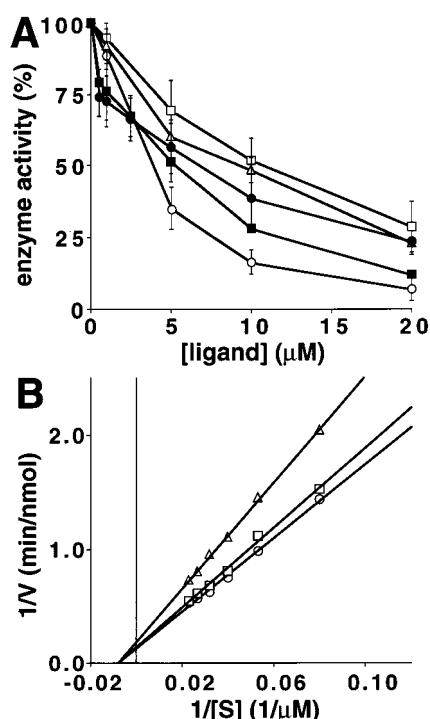 A
enzyme activity (%)
100
75
50
25
0
0 5 10 15 20
[ligand] (μM)
B
1/V (min/nmol)
2.0
1.0
0.0
-0.02 0.02 0.06 0.10
1/[S] (1/μM)